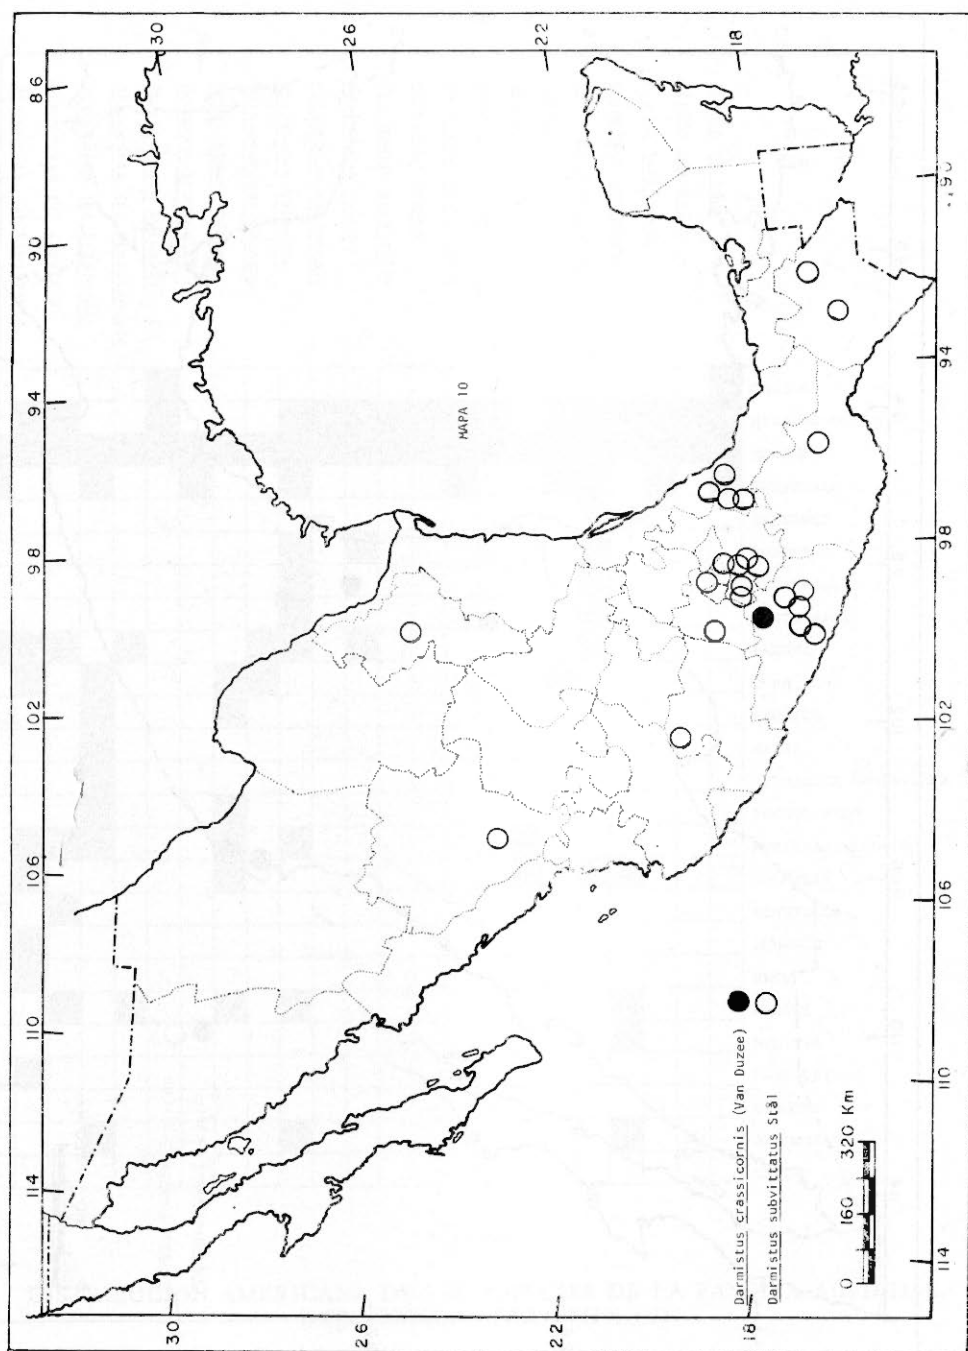 114 110 106 102 98 94 90 86
30 30
26 26
MAPA 10
22 22
18 18
Darmistus crassicornis (Van Duzee)
Darmistus subvittatus Stål
0 160 320 Km
114 110 106 102 98 94 90